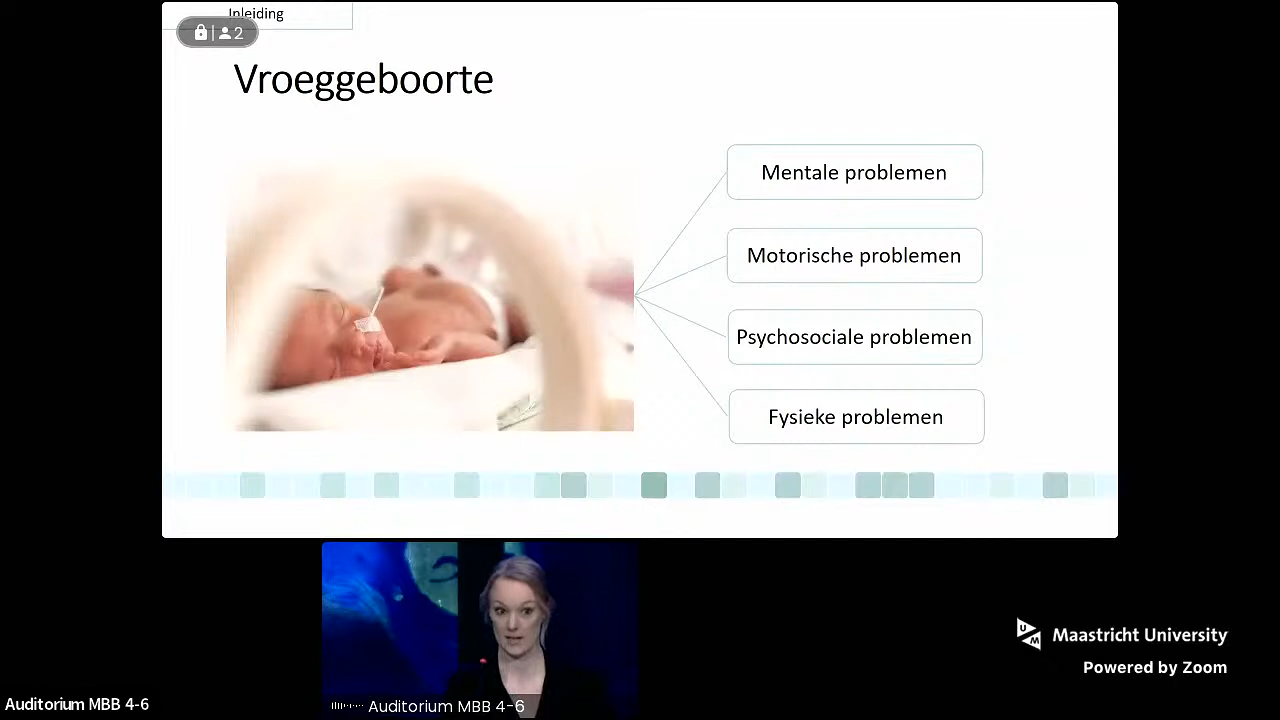 Inleiding
2
Vroeggeboorte
Mentale problemen
Motorische problemen
Psychosociale problemen
Fysieke problemen
UM
Maastricht University
Powered by Zoom
Auditorium MBB 4-6
Auditorium MBB 4-6